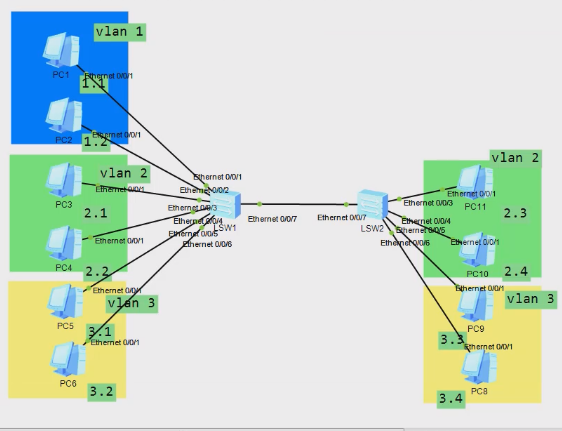 vlan 1
PC1
Ethernet 0/0/1
1.1
PC2
Ethernet 0/0/1
1.2
vlan 2
PC3
Ethernet 0/0/1
2.1
PC4
Ethernet 0/0/1
2.2
PC5
Ethernet 0/0/1
vlan 3
3.1
PC6
Ethernet 0/0/1
3.2
Ethernet 0/0/1
Ethernet 0/0/2
Ethernet 0/0/3
Ethernet 0/0/4
Ethernet 0/0/5
Ethernet 0/0/6
LSW1
Ethernet 0/0/7
Ethernet 0/0/7
LSW2
Ethernet 0/0/3
Ethernet 0/0/4
Ethernet 0/0/5
Ethernet 0/0/6
vlan 2
Ethernet 0/0/1
PC11
2.3
Ethernet 0/0/1
PC10
2.4
Ethernet 0/0/1
vlan 3
PC9
3.3
Ethernet 0/0/1
PC8
3.4